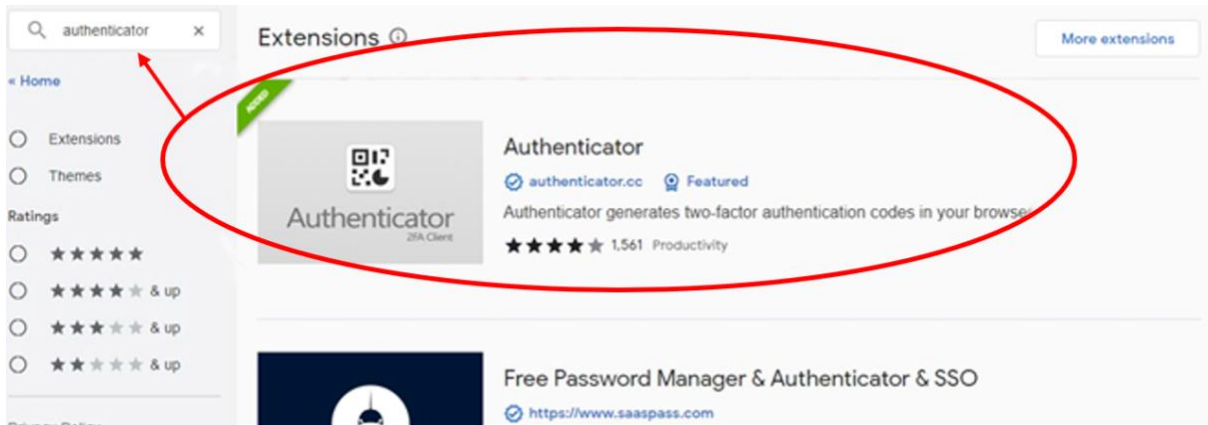 authenticator ×
« Home
Extensions
Themes
Ratings
& up
& up
& up
Extensions
More extensions
ADDED
Authenticator
2FA Client
Authenticator
authenticator.cc Featured
Authenticator generates two-factor authentication codes in your browser
1,561 Productivity
Free Password Manager & Authenticator & SSO
https://www.saaspass.com
Privacy Policy